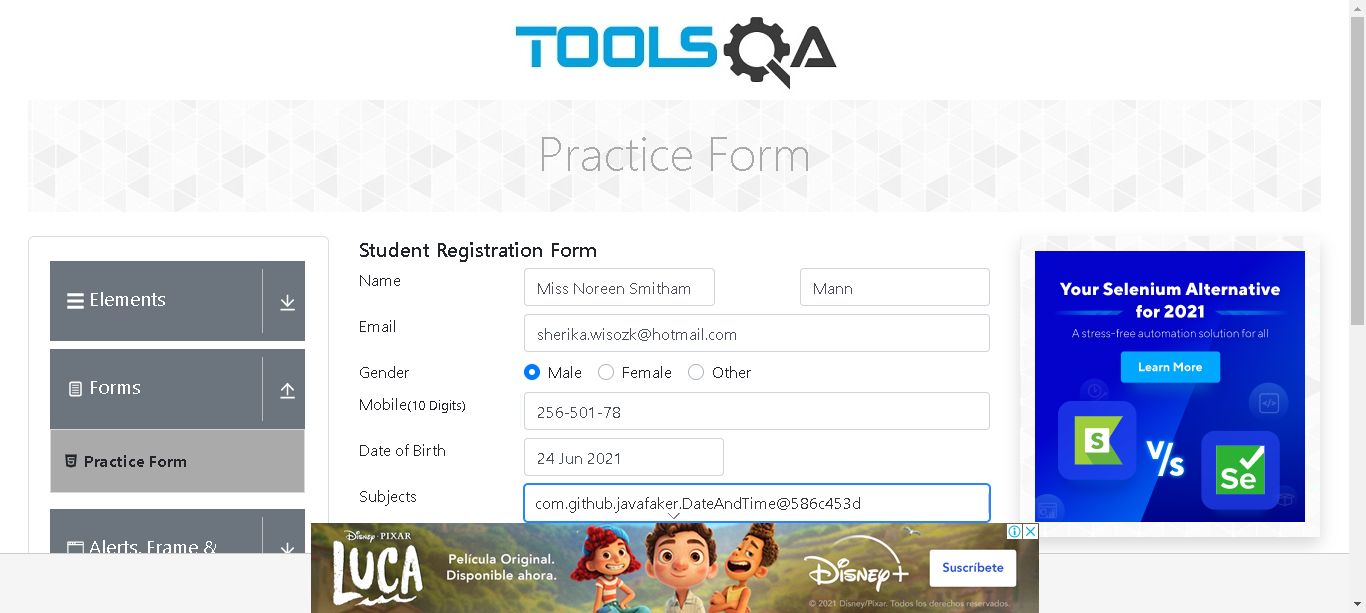 TOOLSQA
Practice Form
Elements
Forms
Practice Form
Alerts, Frame &
Student Registration Form
Name
Miss Noreen Smitham
Mann
Email
sherika.wisozk@hotmail.com
Gender
Male
Female
Other
Mobile(10 Digits)
256-501-78
Date of Birth
24 Jun 2021
Subjects
com.github.javafaker.DateAndTime@586c453d
Your Selenium Alternative
for 2021
A stress-free automation solution for all
Learn More
S
V/s
Se
Disney · PIXAR
LUCA
Película Original.
Disponible ahora.
Disney+
Suscríbete
© 2021 Disney/Pixar. Todos los derechos reservados.